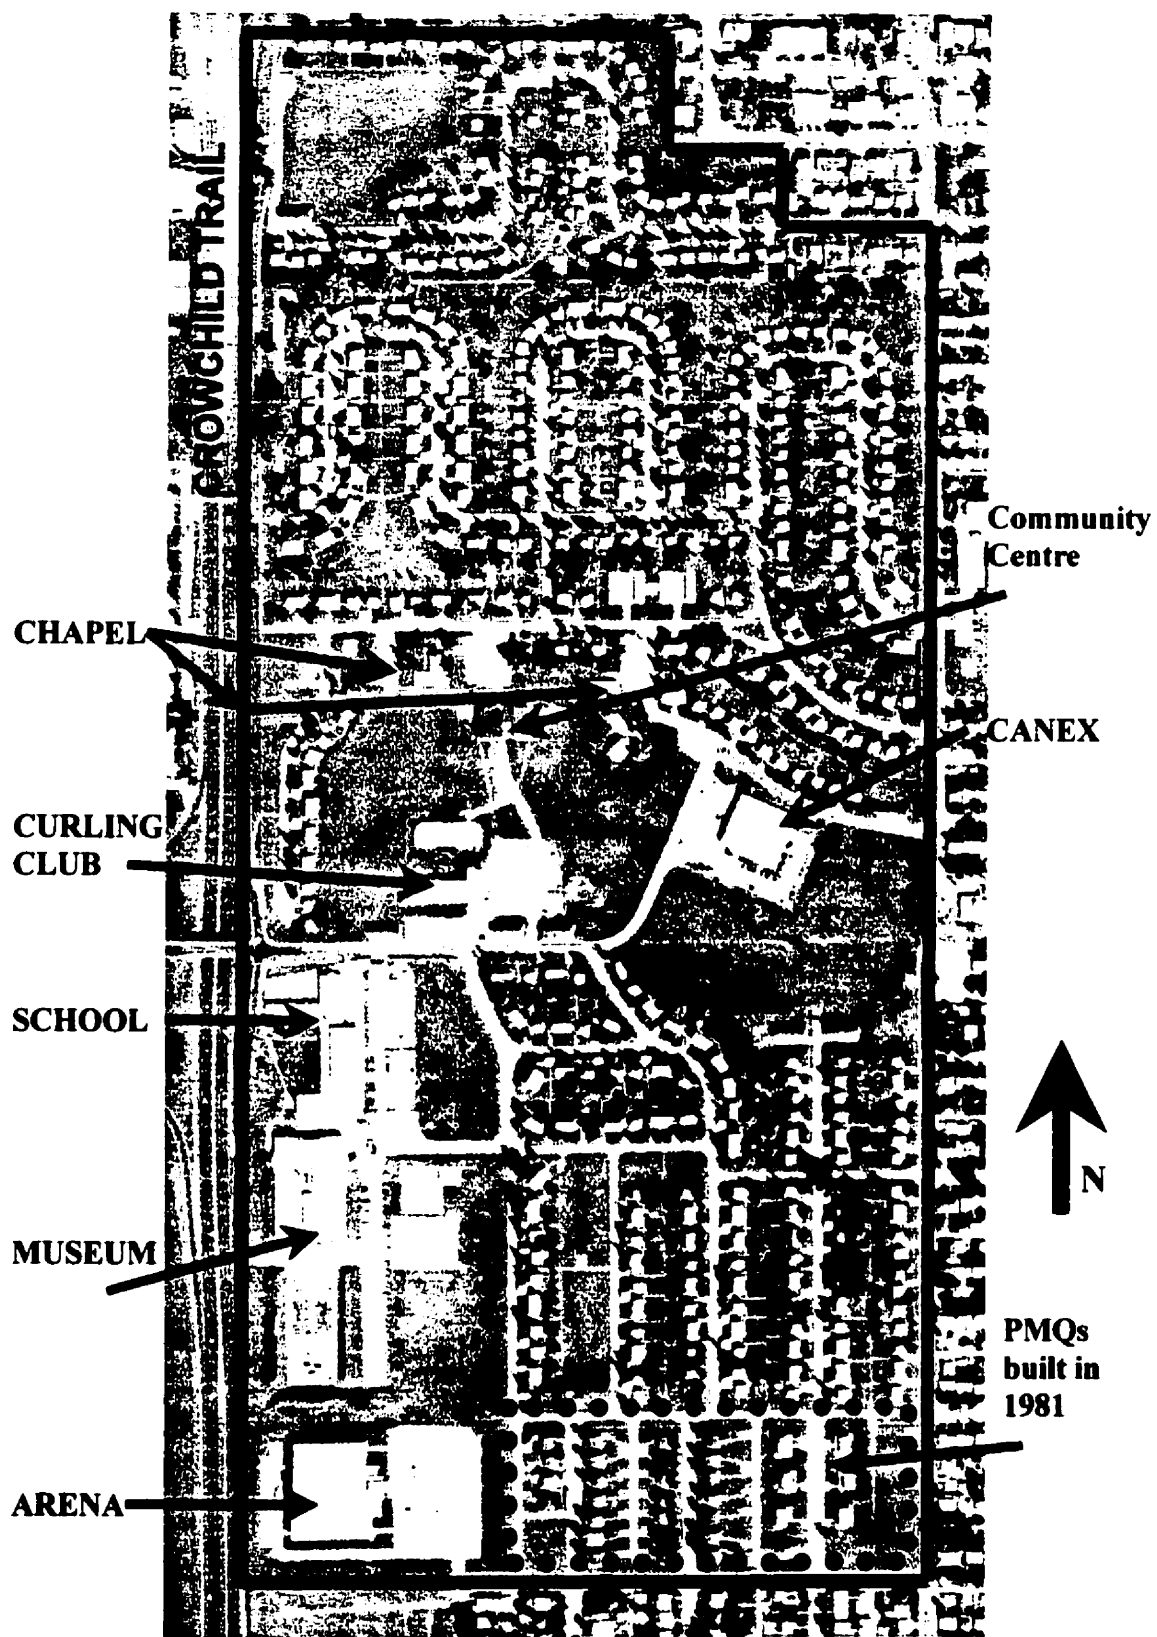 CROWCHILD TRAIL
Community
Centre
CHAPEL
CANEX
CURLING
CLUB
SCHOOL
N
MUSEUM
PMQs
built in
1981
ARENA